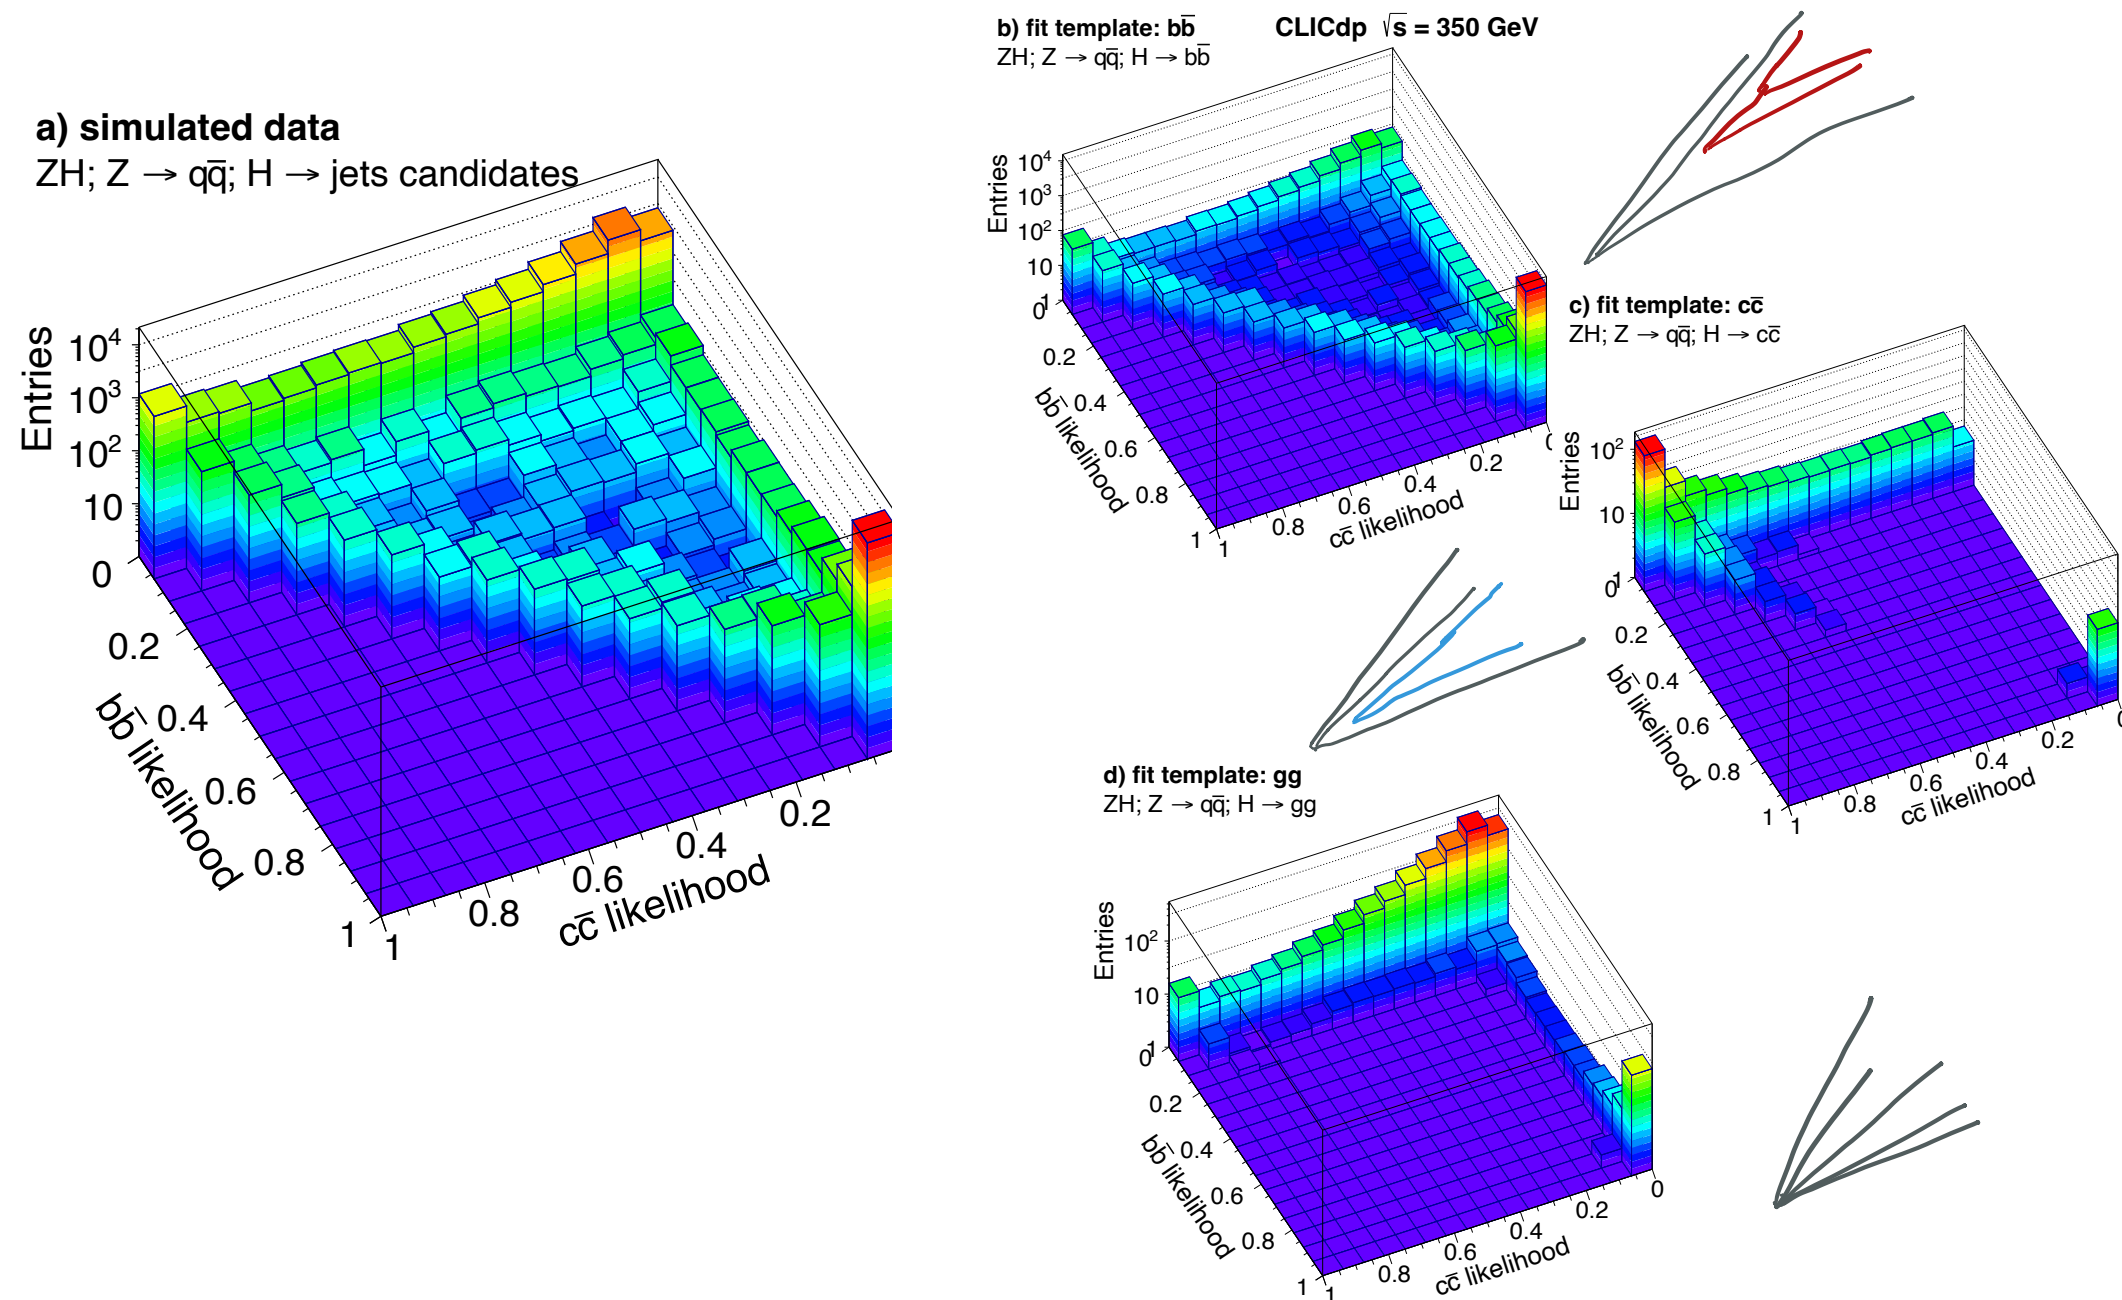 a) simulated data
ZH; Z → qq̅; H → jets candidates
Entries
10⁴
10³
10²
10
0
0.2
0.4
0.6
0.8
1
bb̅ likelihood
1
0.8
0.6
0.4
0.2
cc̅ likelihood
b) fit template: bb̅
ZH; Z → qq̅; H → bb̅
CLICdp √s = 350 GeV
Entries
10⁴
10³
10²
10
1
0
0.2
0.4
0.6
0.8
1
bb̅ likelihood
1
0.8
0.6
0.4
0.2
cc̅ likelihood
c) fit template: cc̅
ZH; Z → qq̅; H → cc̅
Entries
10²
10
1
0
0.2
0.4
0.6
0.8
1
bb̅ likelihood
1
0.8
0.6
0.4
0.2
cc̅ likelihood
d) fit template: gg
ZH; Z → qq̅; H → gg
Entries
10²
10
1
0
0.2
0.4
0.6
0.8
1
bb̅ likelihood
1
0.8
0.6
0.4
0.2
0
cc̅ likelihood